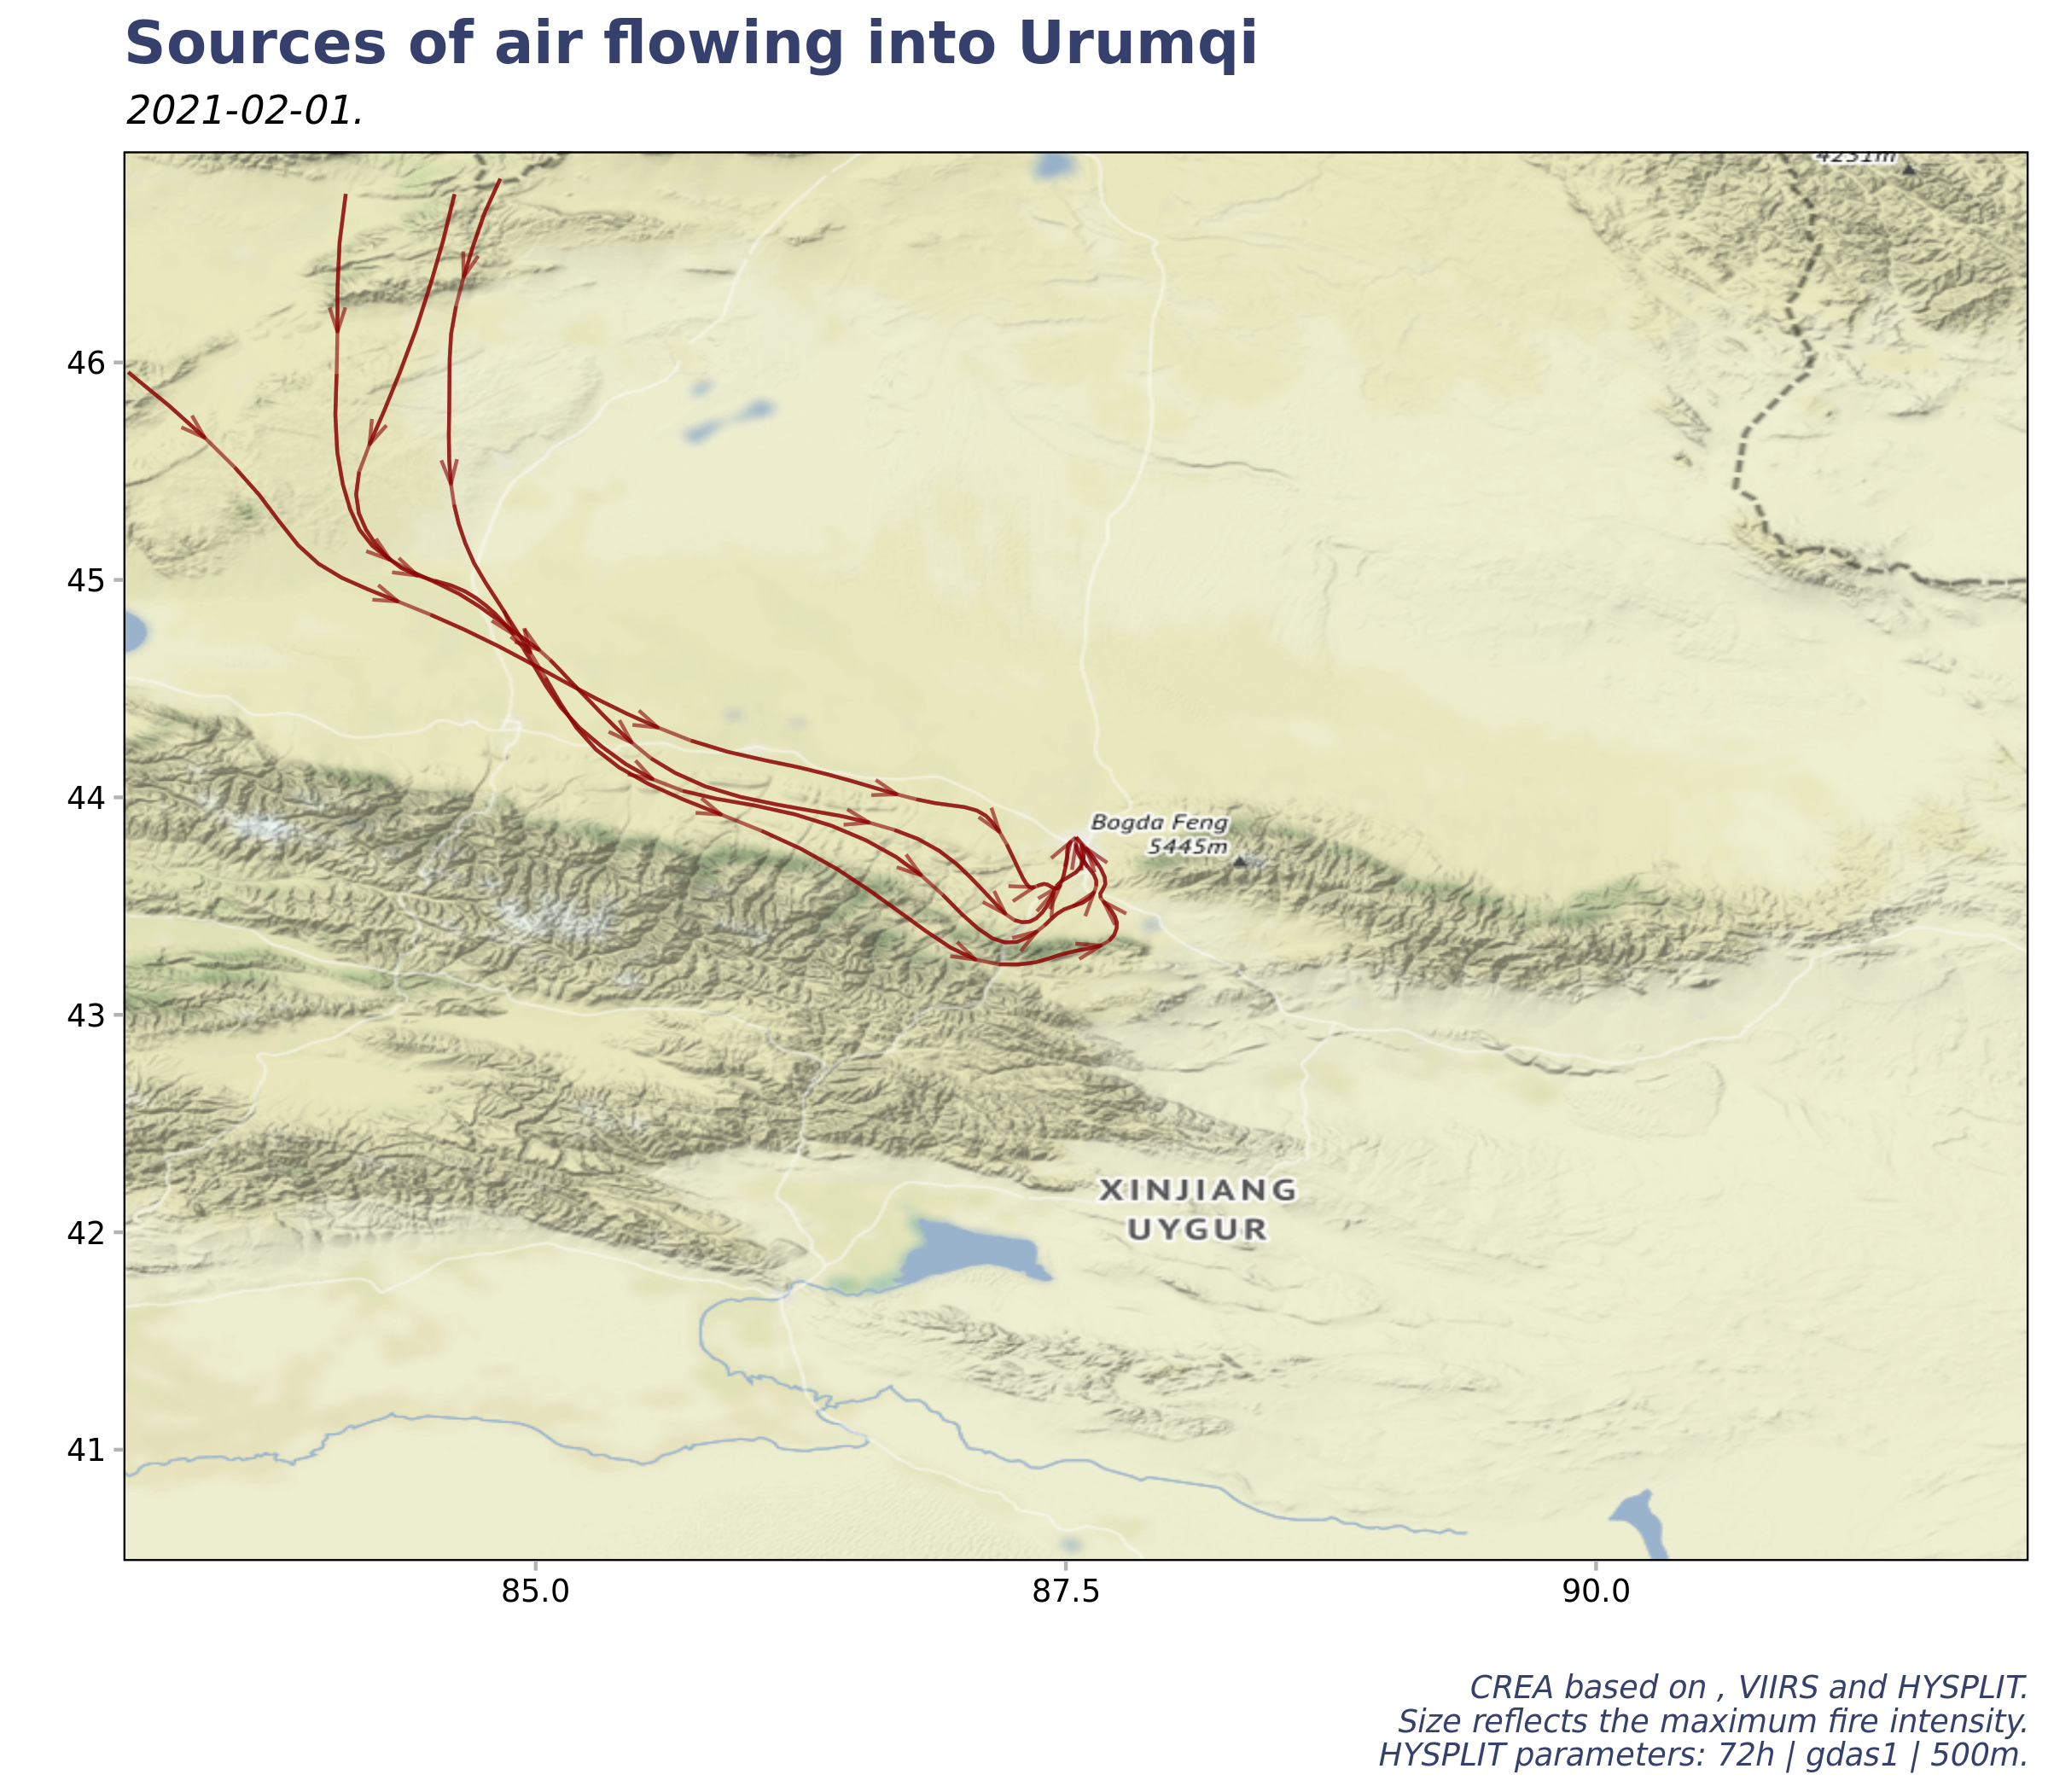 Sources of air flowing into Urumqi
2021-02-01.
4231m
46
45
44
43
42
41
Bogda Feng
5445m
XINJIANG
UYGUR
85.0
87.5
90.0
CREA based on , VIIRS and HYSPLIT.
Size reflects the maximum fire intensity.
HYSPLIT parameters: 72h | gdas1 | 500m.